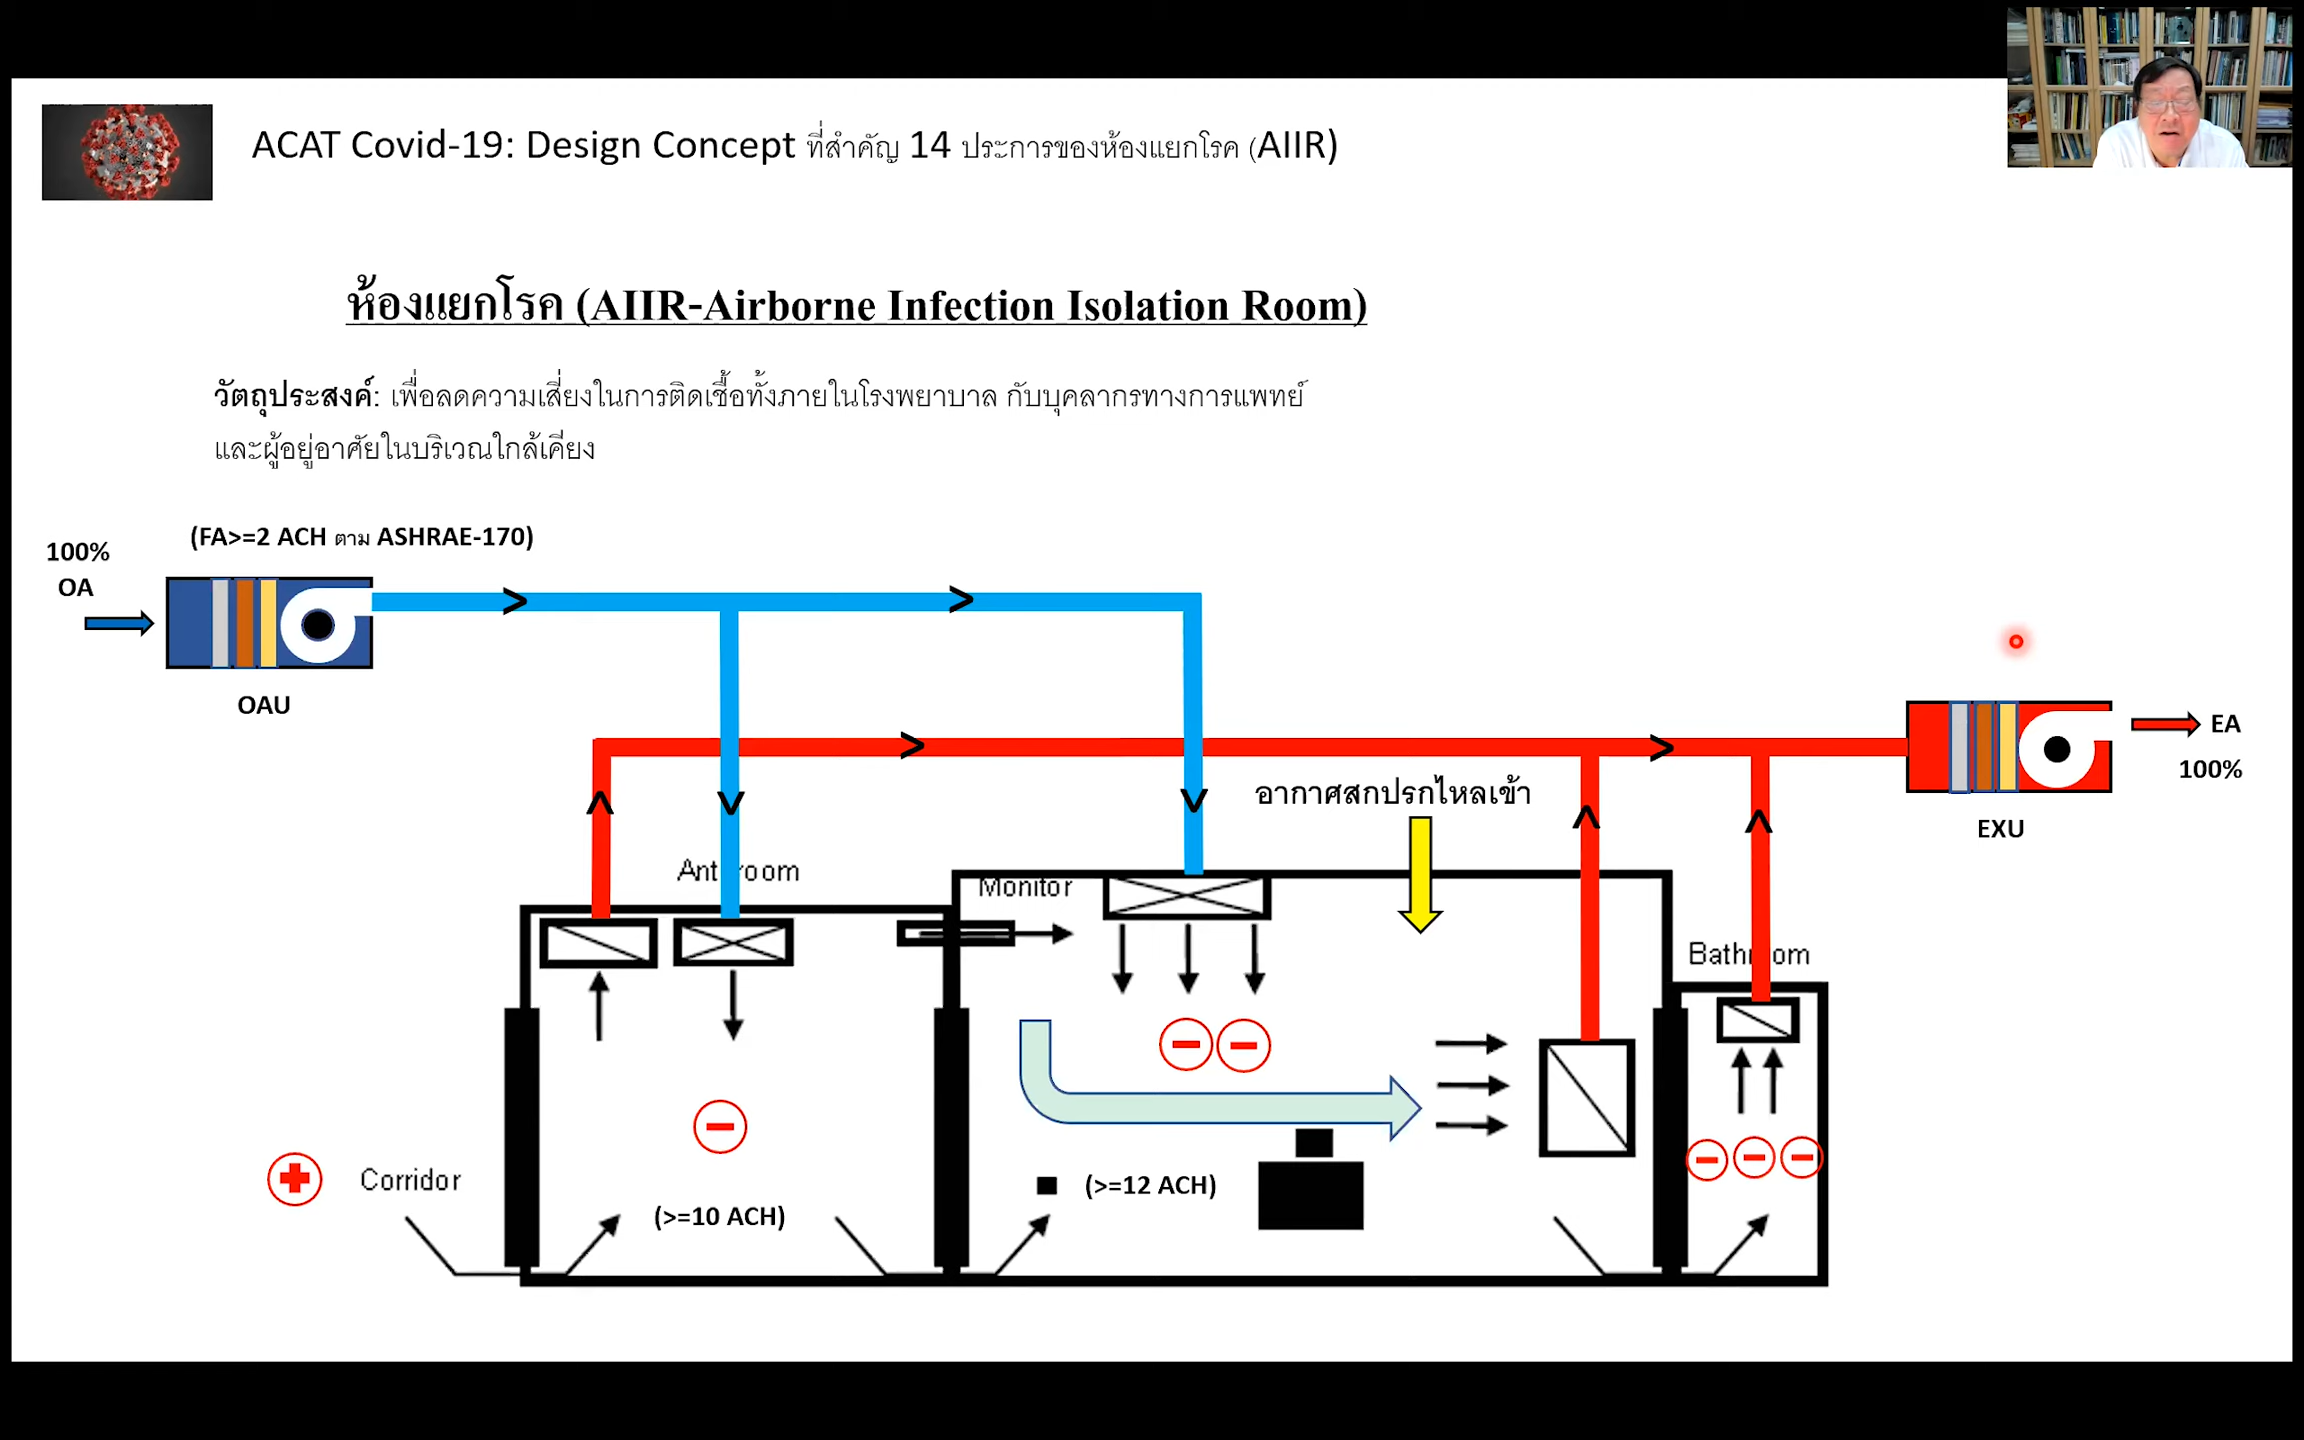 ACAT Covid-19: Design Concept ที่สำคัญ 14 ประการของห้องแยกโรค (AIIR)
ห้องแยกโรค (AIIR-Airborne Infection Isolation Room)
วัตถุประสงค์: เพื่อลดความเสี่ยงในการติดเชื้อทั้งภายในโรงพยาบาล กับบุคลากรทางการแพทย์
และผู้อยู่อาศัยในบริเวณใกล้เคียง
(FA>=2 ACH ตาม ASHRAE-170)
100%
OA
OAU
EA
100%
EXU
อากาศสกปรกไหลเข้า
Monitor
Corridor
(>=10 ACH)
(>=12 ACH)